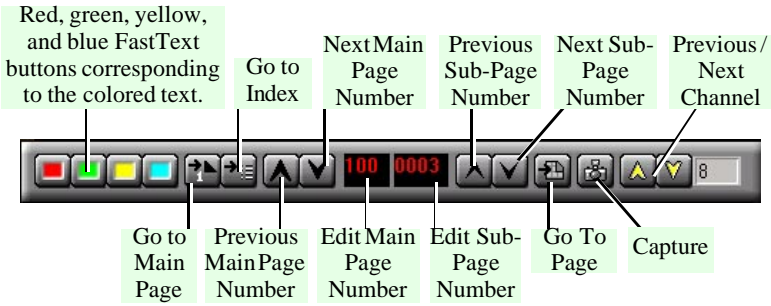 Red, green, yellow,
and blue FastText
buttons corresponding
to the colored text.
Go to
Index
Next Main
Page
Number
Previous
Sub-Page
Number
Next Sub-
Page
Number
Previous /
Next
Channel
1
100
0003
8
Go to
Main
Page
Previous
Main Page
Number
Edit Main
Page
Number
Edit Sub-
Page
Number
Go To
Page
Capture